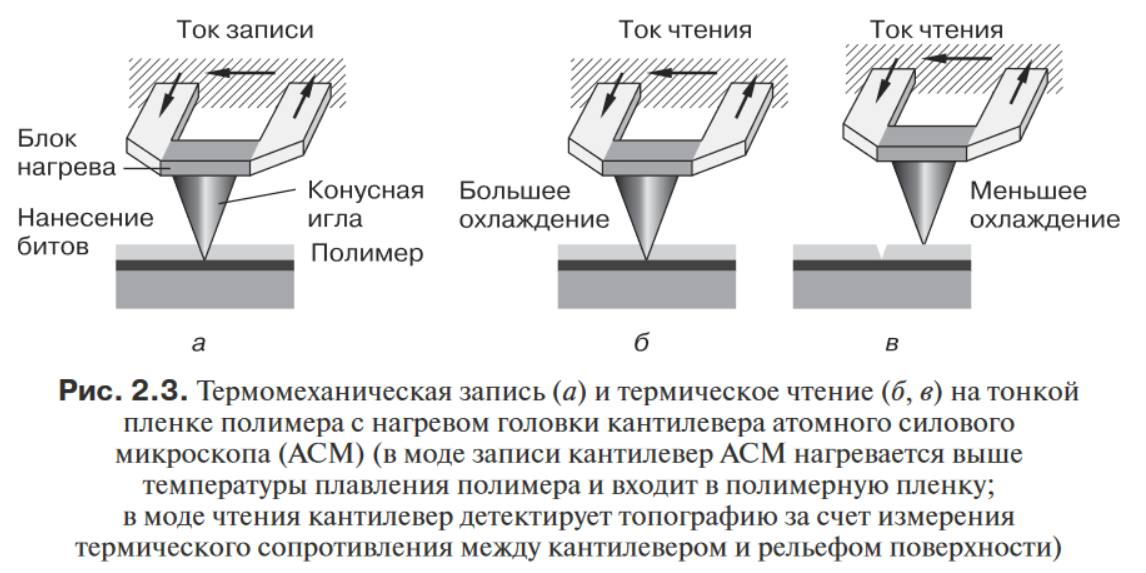 Ток записи
Ток чтения
Ток чтения
Блок
нагрева
Конусная
игла
Нанесение
битов
Полимер
Большее
охлаждение
Меньшее
охлаждение
а
б
в
Рис. 2.3. Термомеханическая запись (а) и термическое чтение (б, в) на тонкой
пленке полимера с нагревом головки кантилевера атомного силового
микроскопа (АСМ) (в моде записи кантилевер АСМ нагревается выше
температуры плавления полимера и входит в полимерную пленку;
в моде чтения кантилевер детектирует топографию за счет измерения
термического сопротивления между кантилевером и рельефом поверхности)